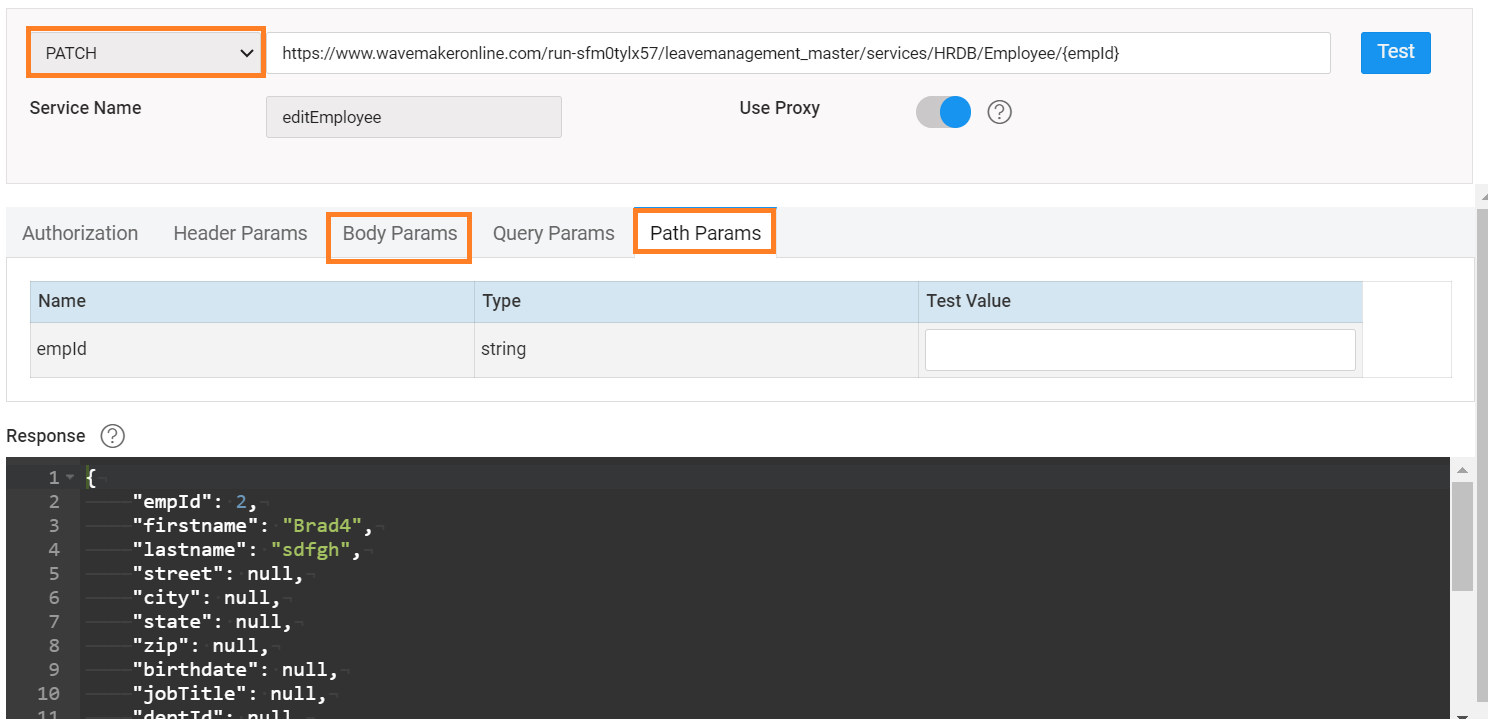 PATCH https://www.wavemakeronline.com/run-sfm0tylx57/leavemanagement_master/services/HRDB/Employee/{empId} Test
Service Name editEmployee Use Proxy ?
Authorization Header Params Body Params Query Params Path Params
Name Type Test Value
empId string
Response ?
1 {
2 "empId": 2,
3 "firstname": "Brad4",
4 "lastname": "sdfgh",
5 "street": null,
6 "city": null,
7 "state": null,
8 "zip": null,
9 "birthdate": null,
10 "jobTitle": null,
11 "deptId": null